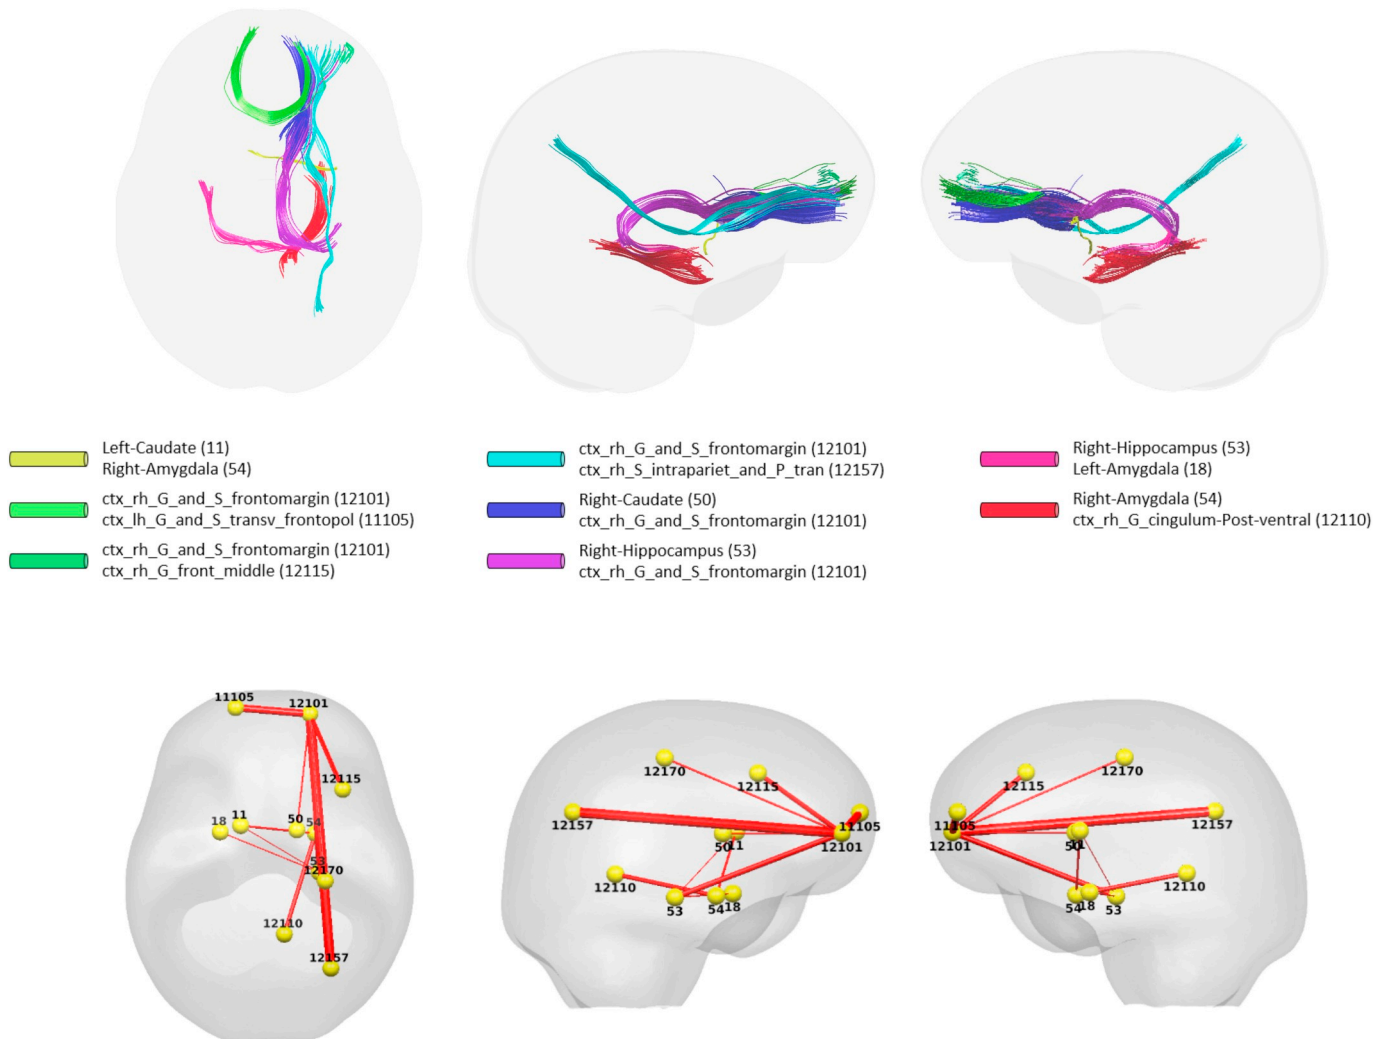 Left-Caudate (11)
Right-Amygdala (54)
ctx_rh_G_and_S_frontomargin (12101)
ctx_lh_G_and_S_transv_frontopol (11105)
ctx_rh_G_and_S_frontomargin (12101)
ctx_rh_G_front_middle (12115)
ctx_rh_G_and_S_frontomargin (12101)
ctx_rh_S_intrapariet_and_P_tran (12157)
Right-Caudate (50)
ctx_rh_G_and_S_frontomargin (12101)
Right-Hippocampus (53)
ctx_rh_G_and_S_frontomargin (12101)
Right-Hippocampus (53)
Left-Amygdala (18)
Right-Amygdala (54)
ctx_rh_G_cingulum-Post-ventral (12110)
11105
12101
12115
18
11
50
54
53
12170
12110
12157
12170
12115
12157
11105
12101
50
11
12110
53
54
18
12115
12170
11105
12101
12157
50
11
12110
54
18
53